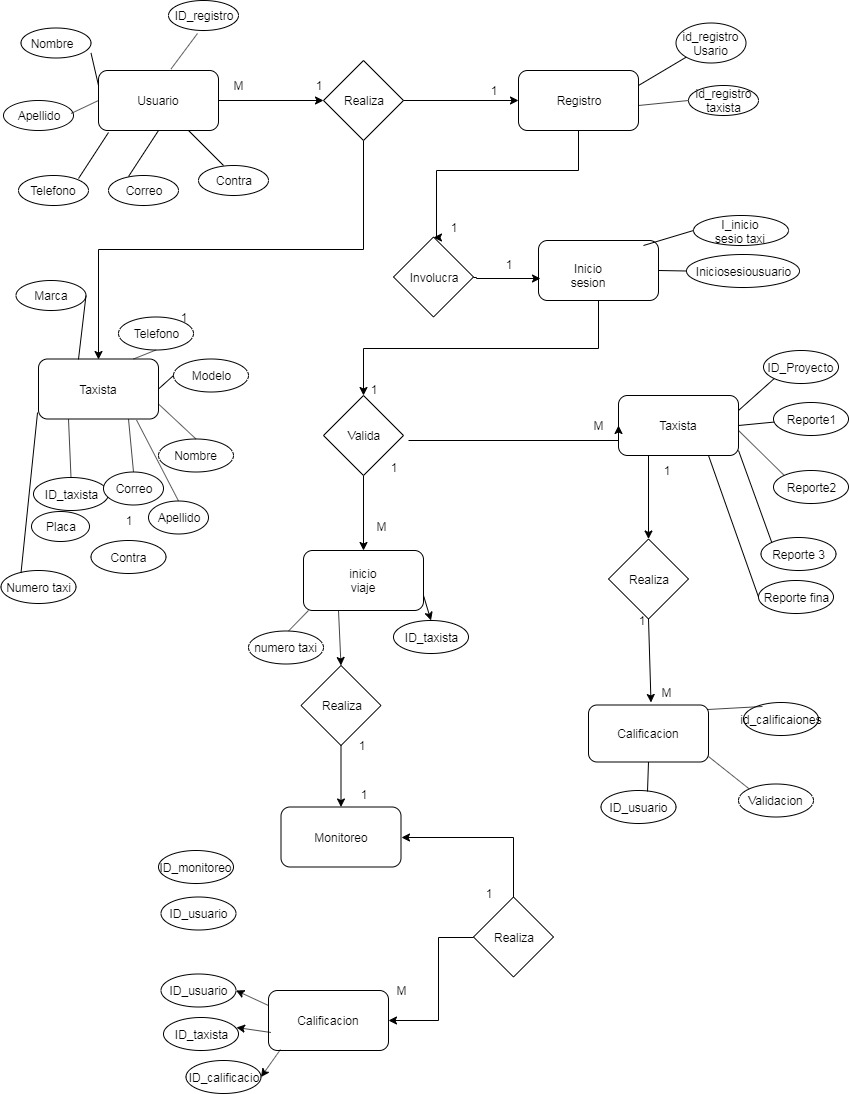 ID_registro
Nombre
id_registro
Usario
M
1
1
Usuario
Realiza
Registro
id_registro
taxista
Apellido
Telefono
Correo
Contra
I_inicio
sesio taxi
1
1
Involucra
Inicio
sesion
Iniciosesiousuario
Marca
1
Telefono
Modelo
Taxista
1
Valida
M
Taxista
ID_Proyecto
Reporte1
Nombre
1
1
Reporte2
ID_taxista
Correo
Placa
1
Apellido
M
Contra
Numero taxi
inicio
viaje
Reporte 3
Realiza
Reporte fina
1
numero taxi
ID_taxista
Realiza
M
id_calificaiones
Calificacion
1
1
ID_usuario
Validacion
Monitoreo
ID_monitoreo
1
ID_usuario
Realiza
ID_usuario
M
Calificacion
ID_taxista
ID_calificacio